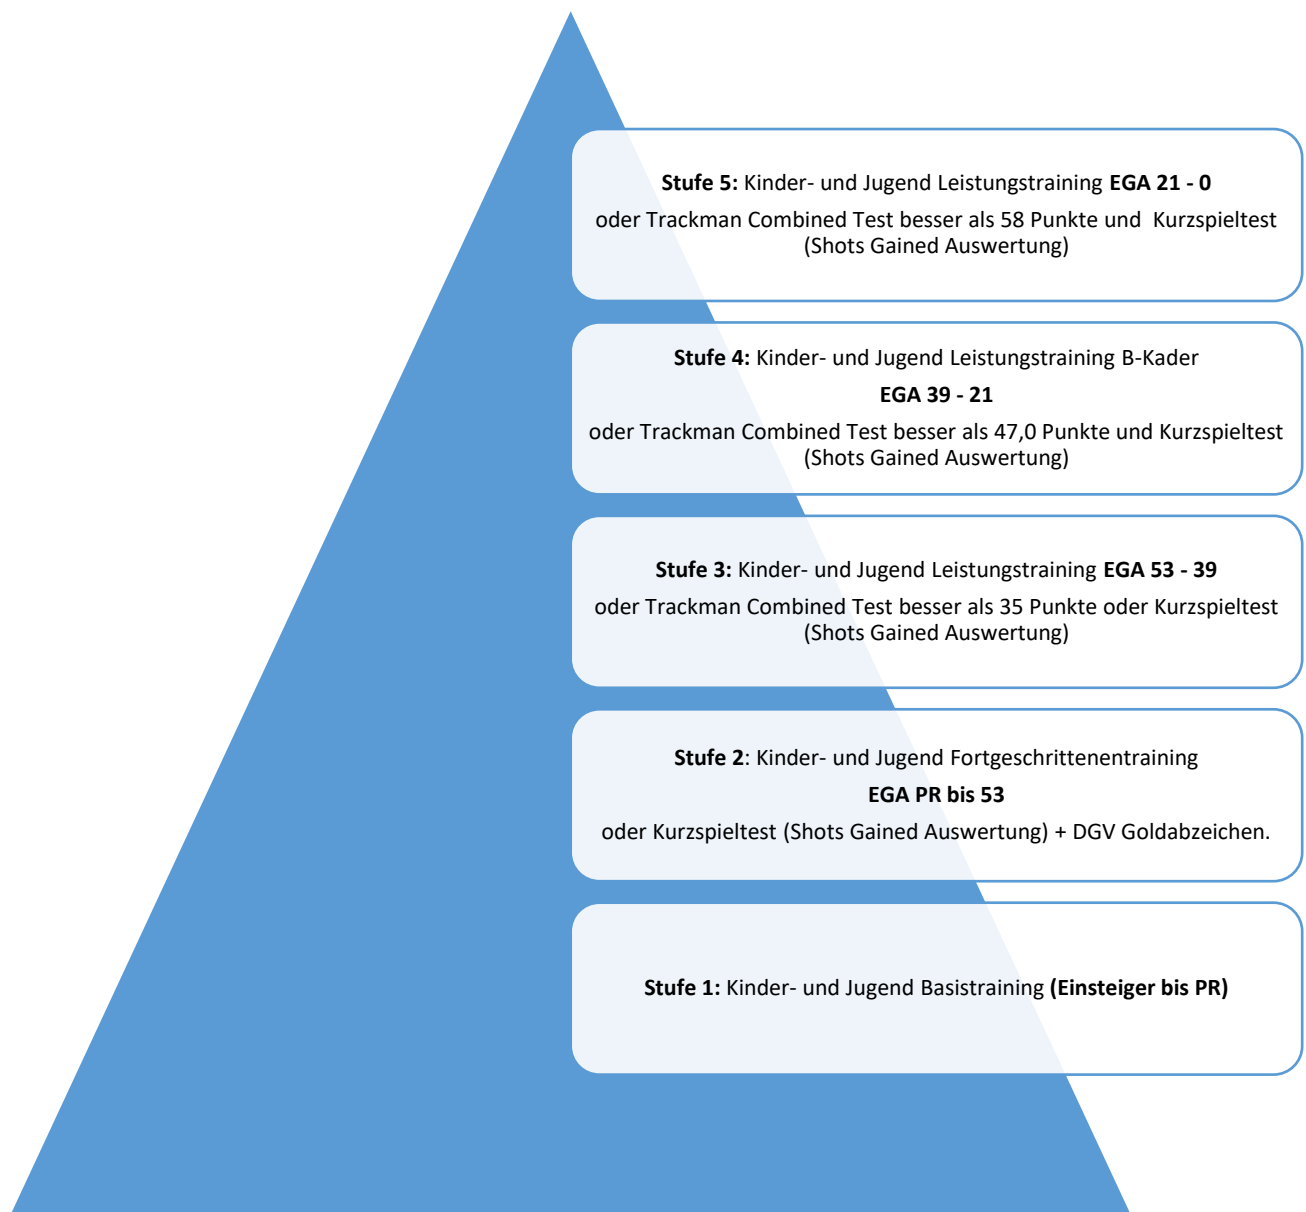 Stufe 5: Kinder- und Jugend Leistungstraining EGA 21 - 0
oder Trackman Combined Test besser als 58 Punkte und  Kurzspieltest
(Shots Gained Auswertung)
Stufe 4: Kinder- und Jugend Leistungstraining B-Kader
EGA 39 - 21
oder Trackman Combined Test besser als 47,0 Punkte und Kurzspieltest
(Shots Gained Auswertung)
Stufe 3: Kinder- und Jugend Leistungstraining EGA 53 - 39
oder Trackman Combined Test besser als 35 Punkte oder Kurzspieltest
(Shots Gained Auswertung)
Stufe 2: Kinder- und Jugend Fortgeschrittenentraining
EGA PR bis 53
oder Kurzspieltest (Shots Gained Auswertung) + DGV Goldabzeichen.
Stufe 1: Kinder- und Jugend Basistraining (Einsteiger bis PR)